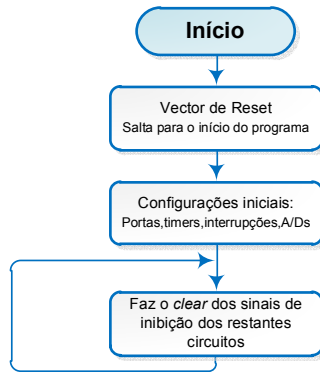 Início
Vector de Reset
Salta para o início do programa
Configurações iniciais:
Portas,timers,interrupções,A/Ds
Faz o clear dos sinais de
inibição dos restantes
circuitos